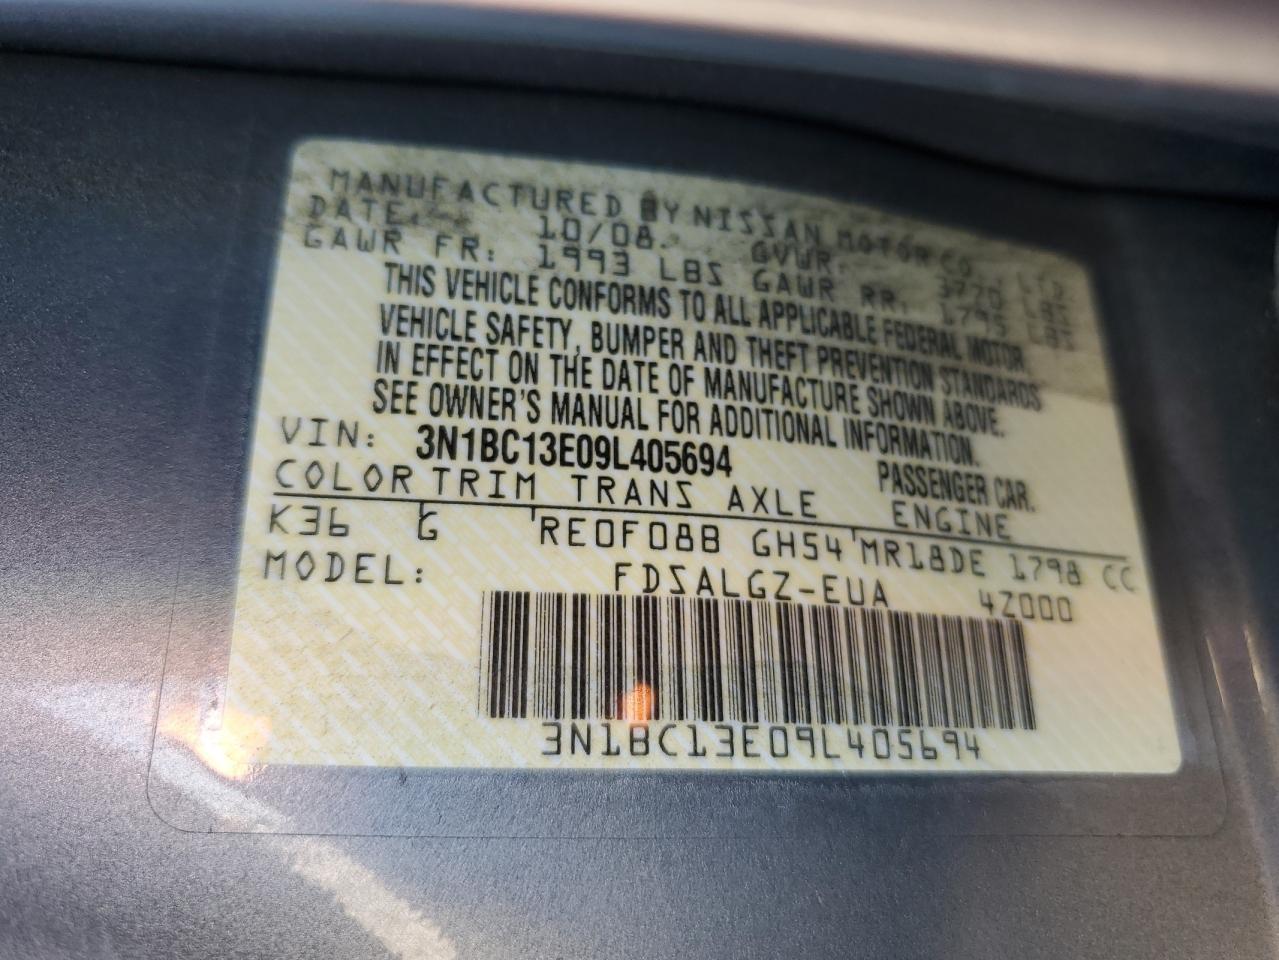 MANUFACTURED BY NISSAN MOTOR CO., LTD.
DATE: 10/08 GVWR: 3770 LBS
GAWR FR: 1993 LBS GAWR RR: 1795 LBS
THIS VEHICLE CONFORMS TO ALL APPLICABLE FEDERAL MOTOR
VEHICLE SAFETY, BUMPER AND THEFT PREVENTION STANDARDS
IN EFFECT ON THE DATE OF MANUFACTURE SHOWN ABOVE.
SEE OWNER'S MANUAL FOR ADDITIONAL INFORMATION.
VIN: 3N1BC13E09L405694 PASSENGER CAR.
COLOR TRIM TRANS AXLE ENGINE
K36 G RE0F08B GH54 MR18DE 1798 CC
MODEL: FDSALGZ-EUA 4Z000
3N1BC13E09L405694